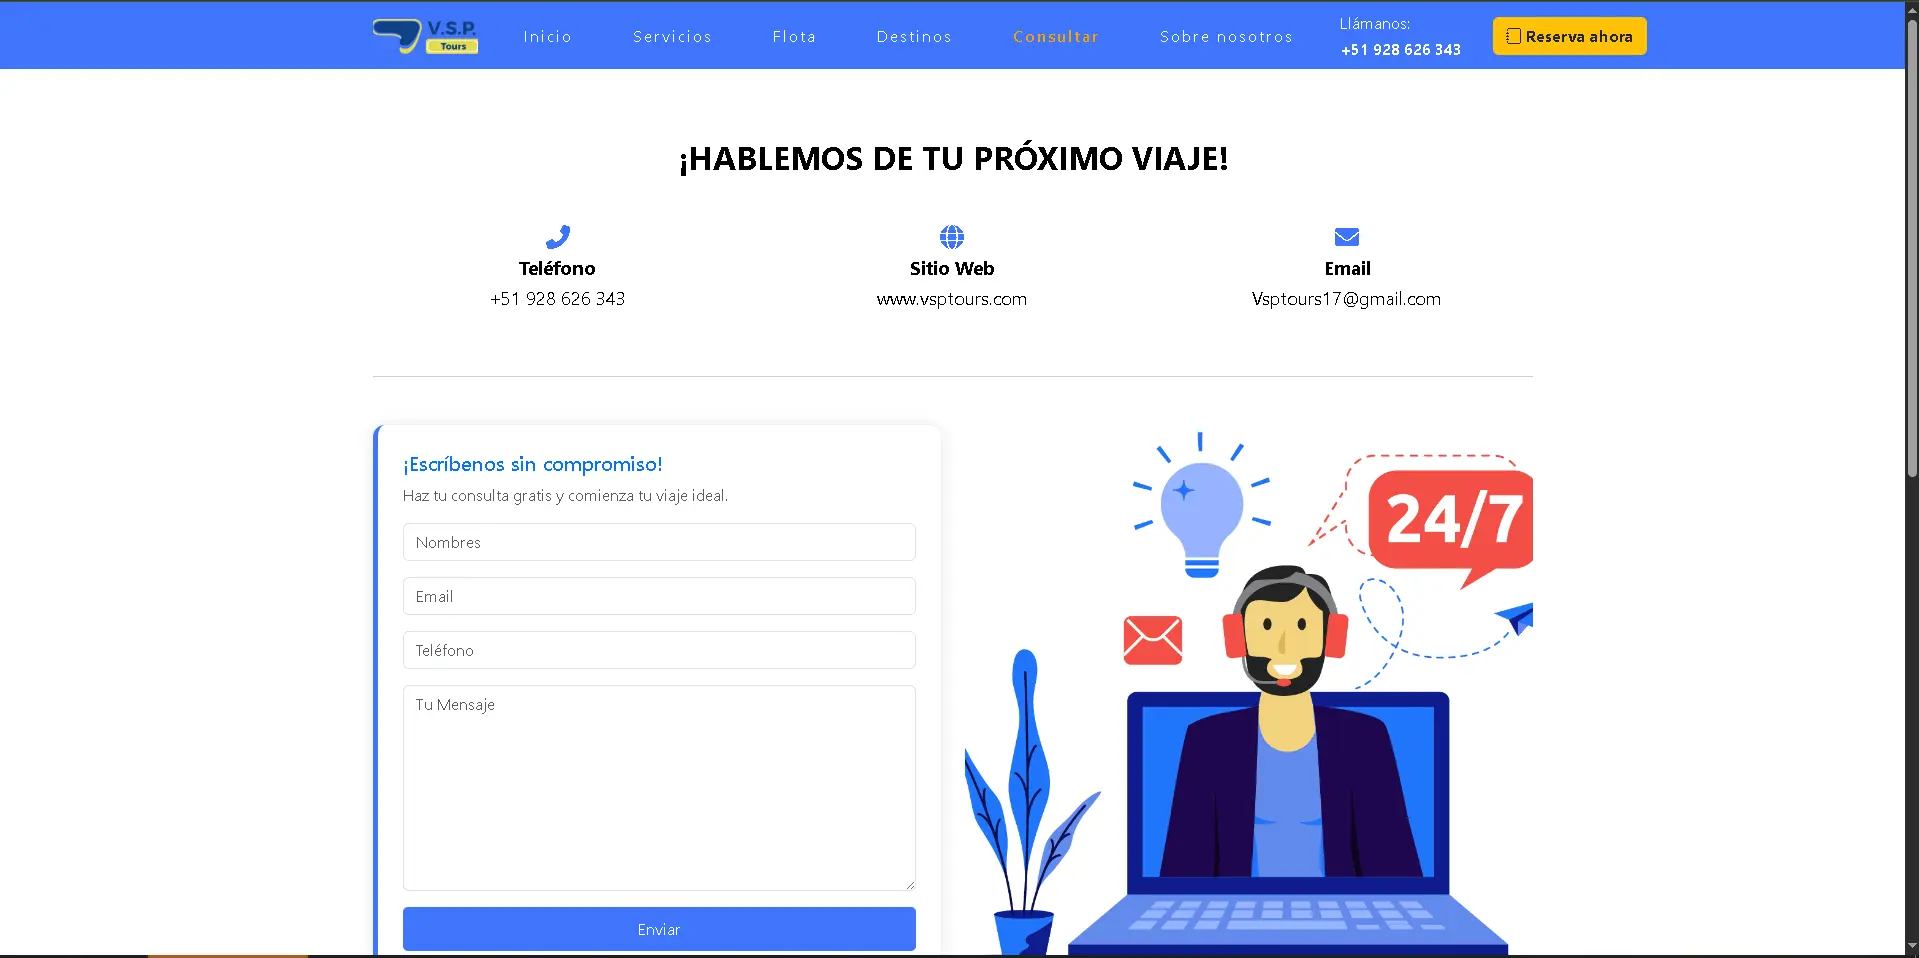 V.S.P.
Tours
Inicio
Servicios
Flota
Destinos
Consultar
Sobre nosotros
Llámanos:
+51 928 626 343
Reserva ahora
¡HABLEMOS DE TU PRÓXIMO VIAJE!
Teléfono
+51 928 626 343
Sitio Web
www.vsptours.com
Email
Vsptours17@gmail.com
¡Escríbenos sin compromiso!
Haz tu consulta gratis y comienza tu viaje ideal.
Nombres
Email
Teléfono
Tu Mensaje
Enviar
24/7